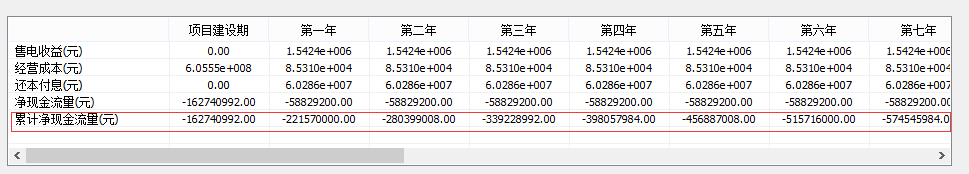 项目建设期 第一年 第二年 第三年 第四年 第五年 第六年 第七年
售电收益(元) 0.00 1.5424e+006 1.5424e+006 1.5424e+006 1.5424e+006 1.5424e+006 1.5424e+006 1.5424e+006
经营成本(元) 6.0555e+008 8.5310e+004 8.5310e+004 8.5310e+004 8.5310e+004 8.5310e+004 8.5310e+004 8.5310e+004
还本付息(元) 0.00 6.0286e+007 6.0286e+007 6.0286e+007 6.0286e+007 6.0286e+007 6.0286e+007 6.0286e+007
净现金流量(元) -162740992.00 -58829200.00 -58829200.00 -58829200.00 -58829200.00 -58829200.00 -58829200.00 -58829200.0
累计净现金流量(元) -162740992.00 -221570000.00 -280399008.00 -339228992.00 -398057984.00 -456887008.00 -515716000.00 -574545984.0